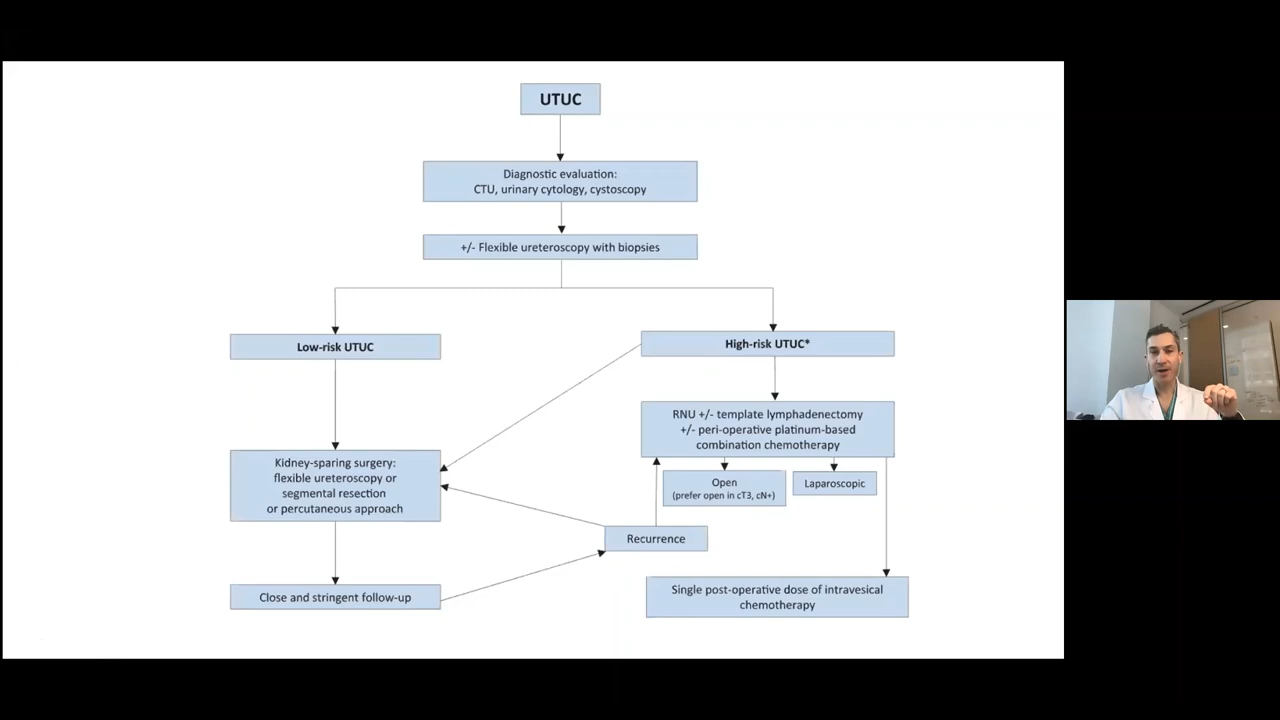 UTUC
Diagnostic evaluation:
CTU, urinary cytology, cystoscopy
+/- Flexible ureteroscopy with biopsies
Low-risk UTUC
High-risk UTUC*
RNU +/- template lymphadenectomy
+/- peri-operative platinum-based
combination chemotherapy
Kidney-sparing surgery:
flexible ureteroscopy or
segmental resection
or percutaneous approach
Open
(prefer open in cT3, cN+)
Laparoscopic
Recurrence
Close and stringent follow-up
Single post-operative dose of intravesical
chemotherapy